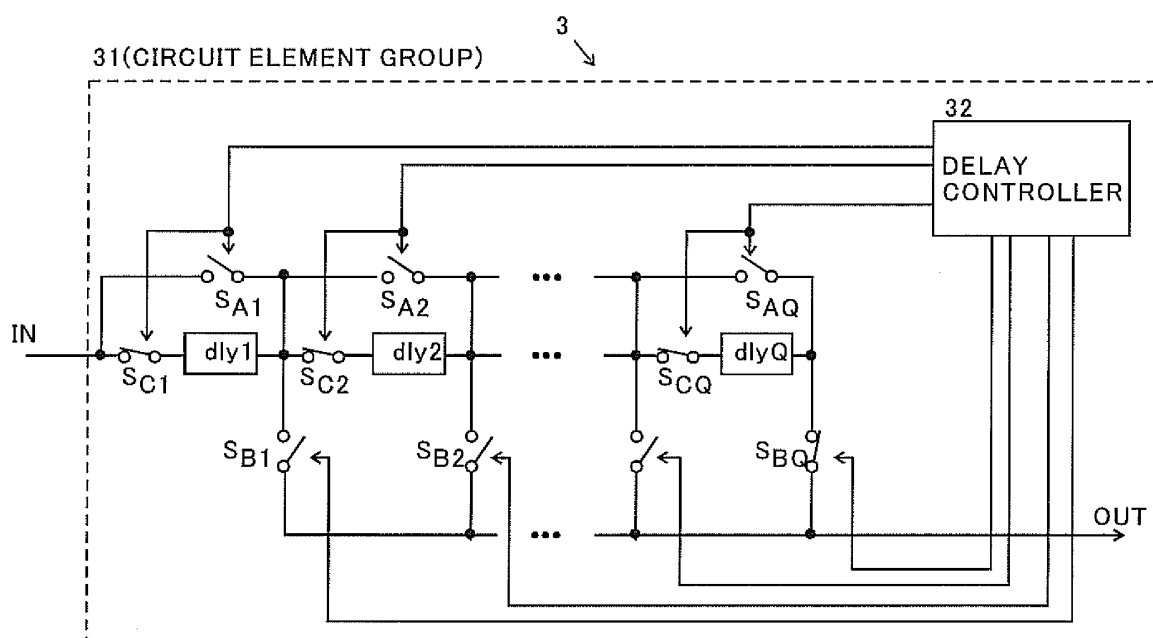 3
31(CIRCUIT ELEMENT GROUP)
32
DELAY
CONTROLLER
SA1
SA2
•••
SAQ
IN
dly1
dly2
•••
dlyQ
SC1
SC2
SCQ
SB1
SB2
SBQ
•••
OUT